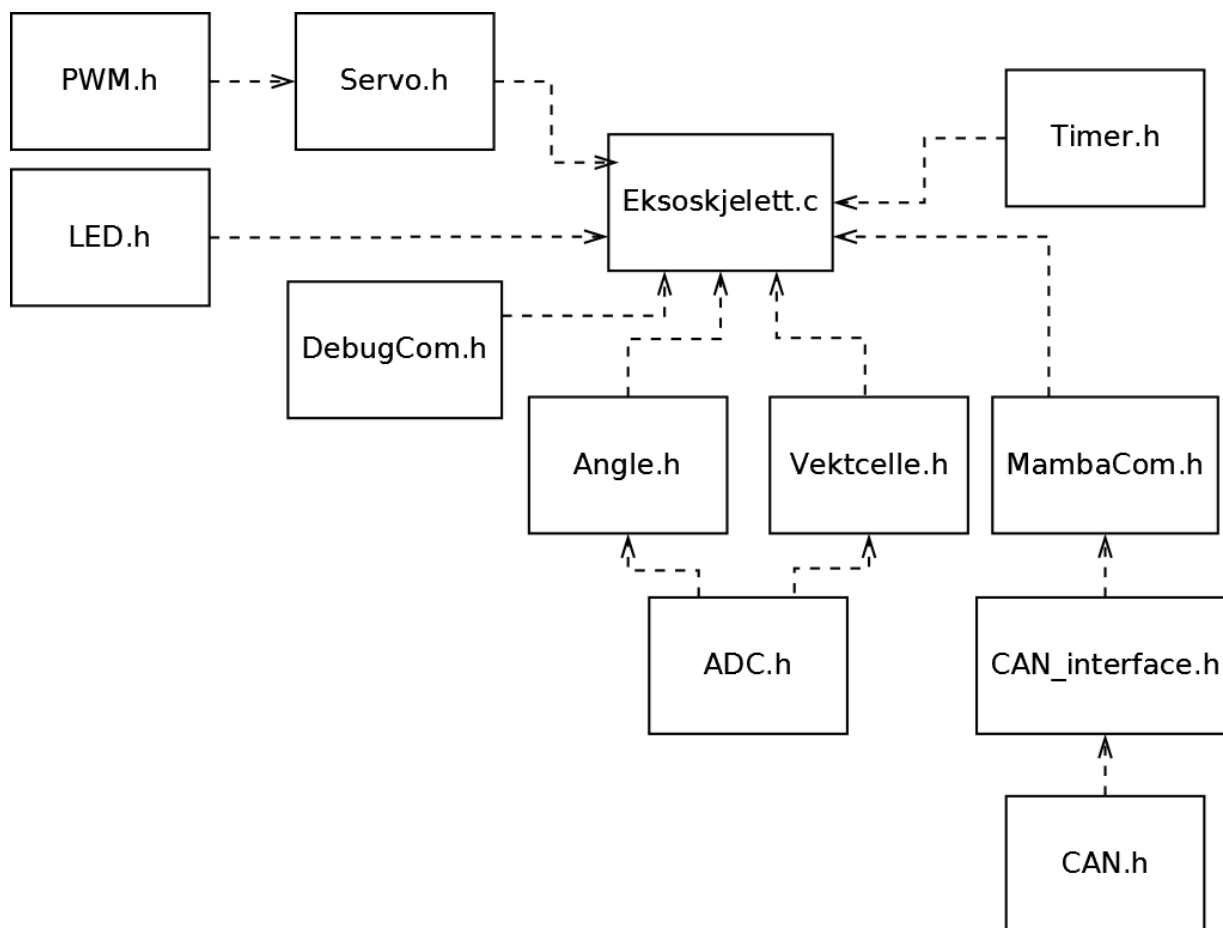 PWM.h
Servo.h
Timer.h
Eksoskjelett.c
LED.h
DebugCom.h
Angle.h
Vektcelle.h
MambaCom.h
ADC.h
CAN_interface.h
CAN.h